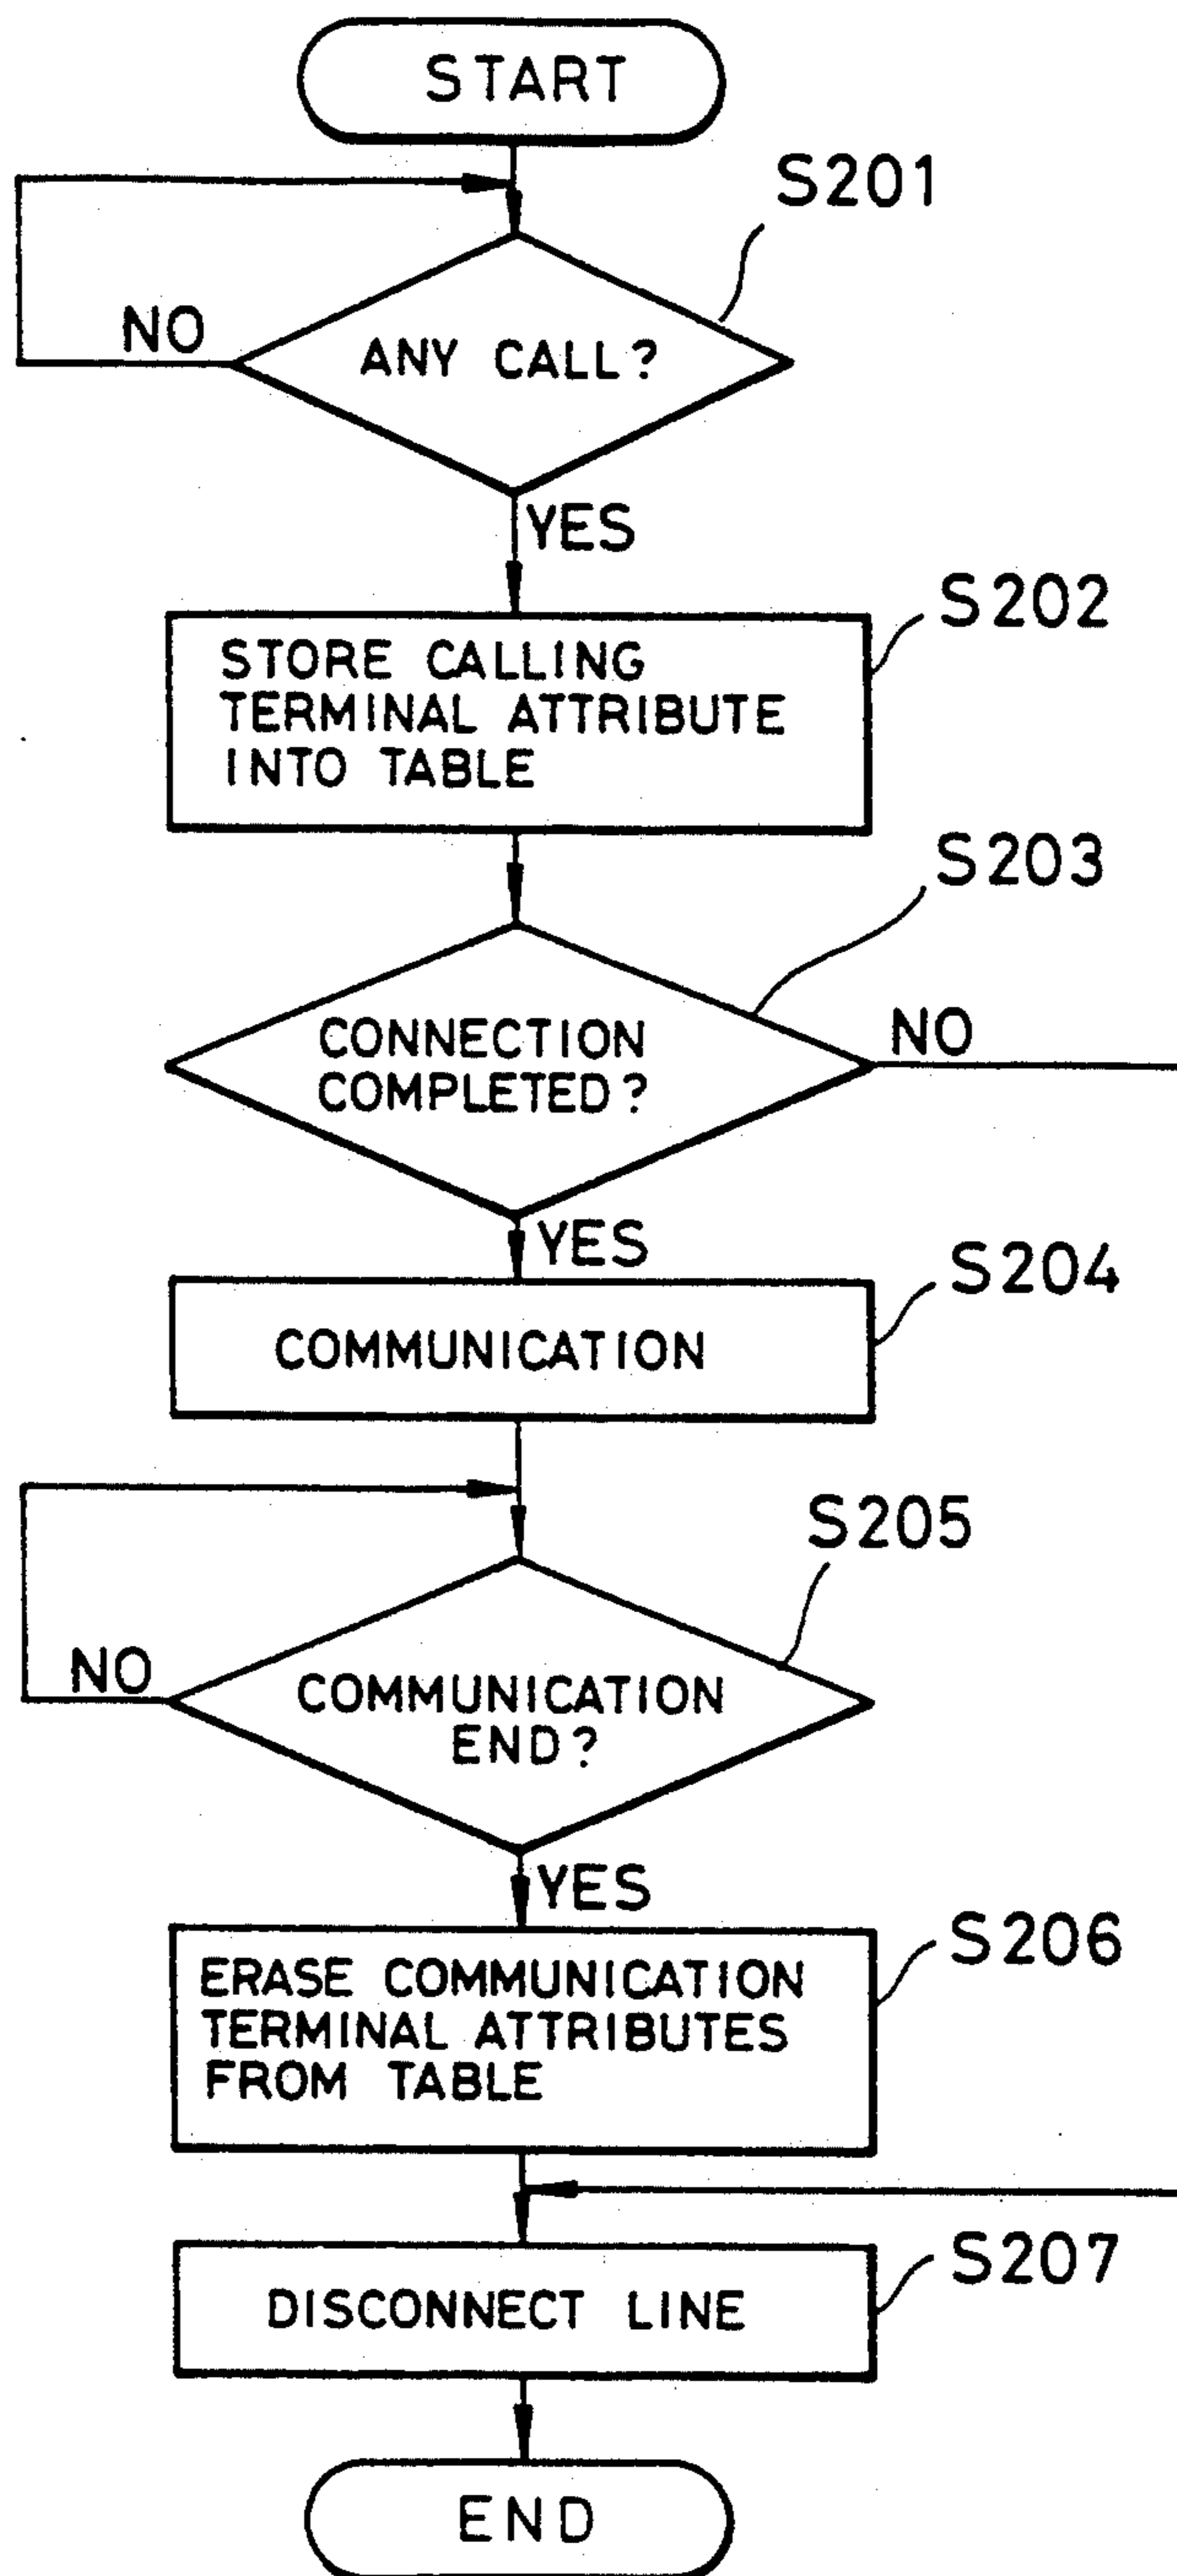 START
S201
NO
ANY CALL?
YES
S202
STORE CALLING
TERMINAL ATTRIBUTE
INTO TABLE
S203
NO
CONNECTION
COMPLETED?
YES
S204
COMMUNICATION
S205
NO
COMMUNICATION
END?
YES
S206
ERASE COMMUNICATION
TERMINAL ATTRIBUTES
FROM TABLE
S207
DISCONNECT LINE
END